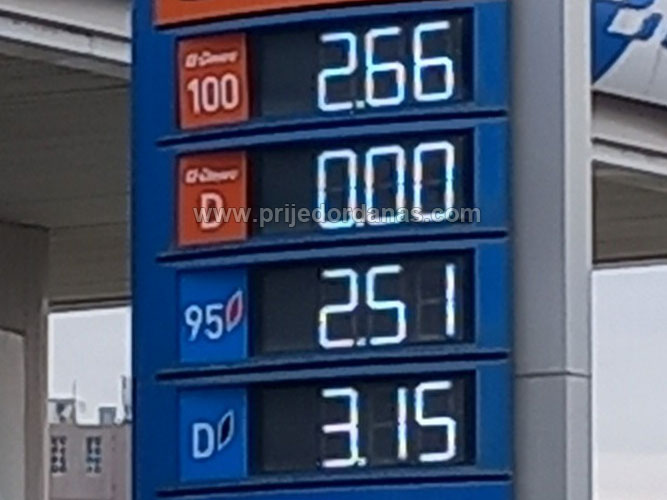 G-Drive
100 2.66
G-Drive
D 0.00
www.prijedordanas.com
95 2.51
D 3.15